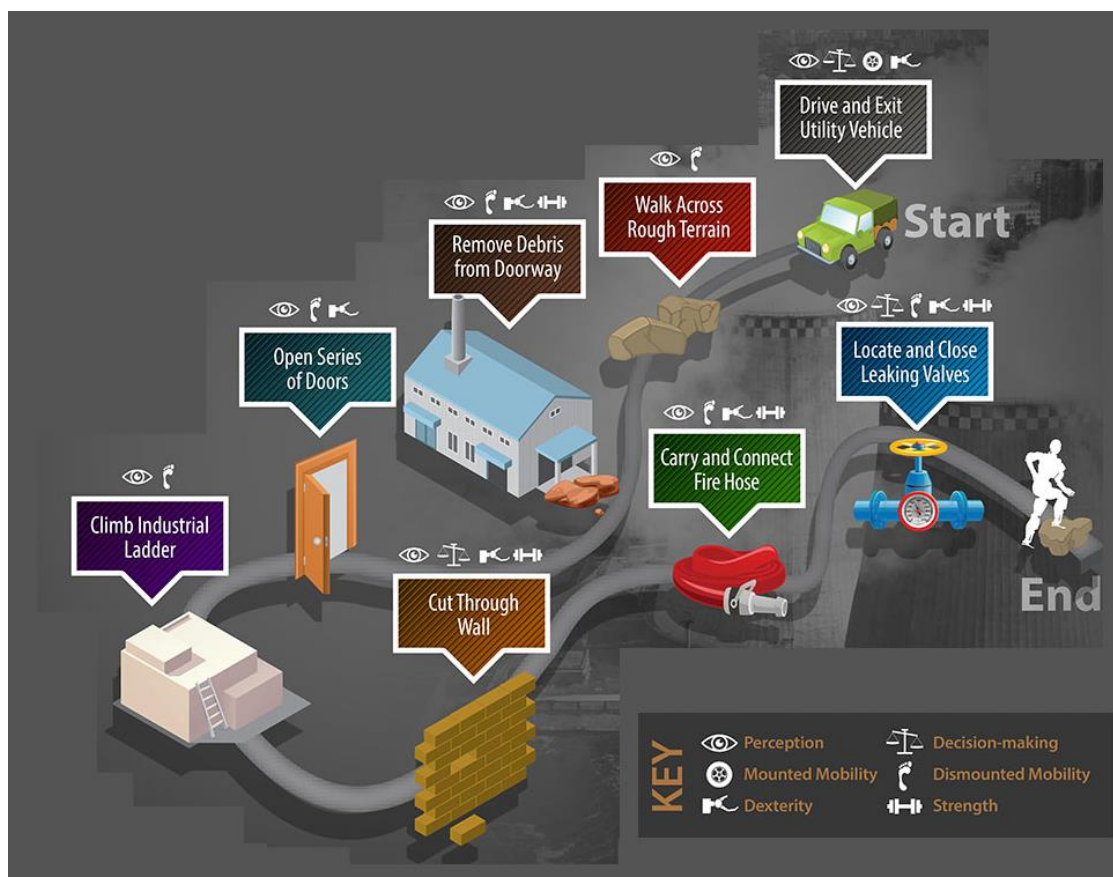 Drive and Exit
Utility Vehicle
Start
Walk Across
Rough Terrain
Remove Debris
from Doorway
Open Series
of Doors
Climb Industrial
Ladder
Cut Through
Wall
Carry and Connect
Fire Hose
Locate and Close
Leaking Valves
End
KEY
Perception
Decision-making
Mounted Mobility
Dismounted Mobility
Dexterity
Strength